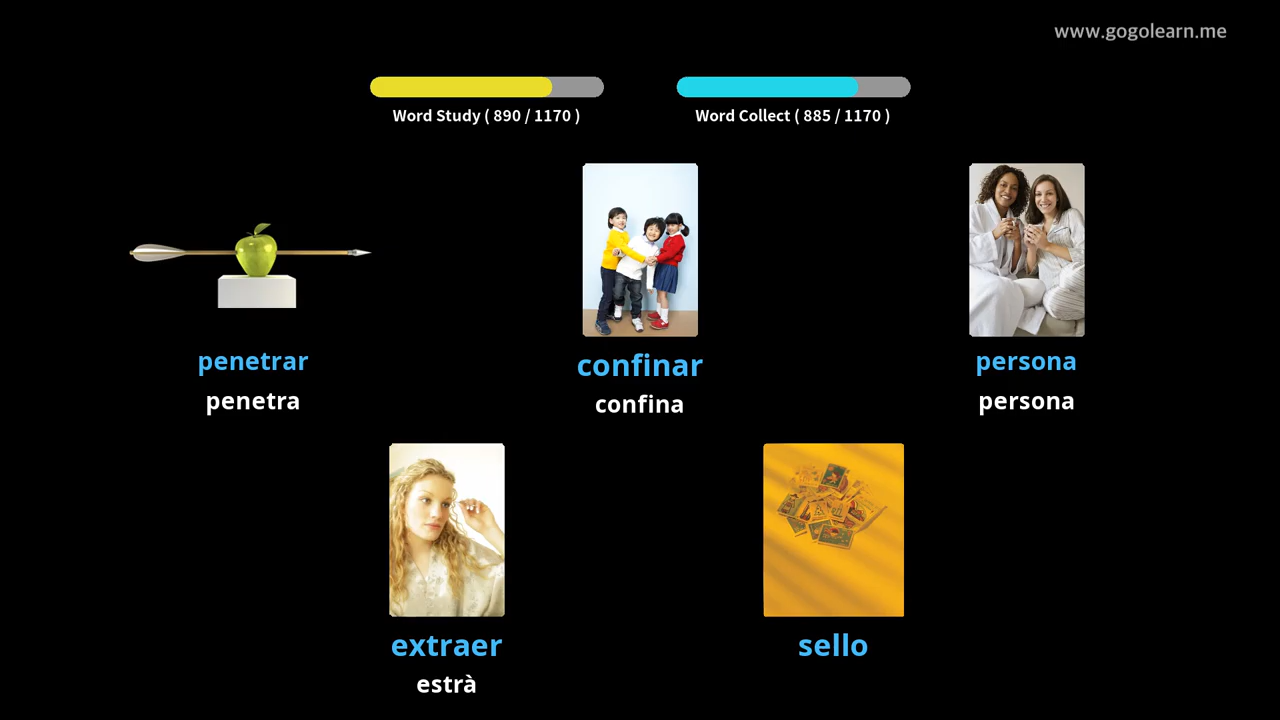 www.gogolearn.me
Word Study ( 890 / 1170 )
Word Collect ( 885 / 1170 )
penetrar
penetra
confinar
confina
persona
persona
extraer
estrà
sello